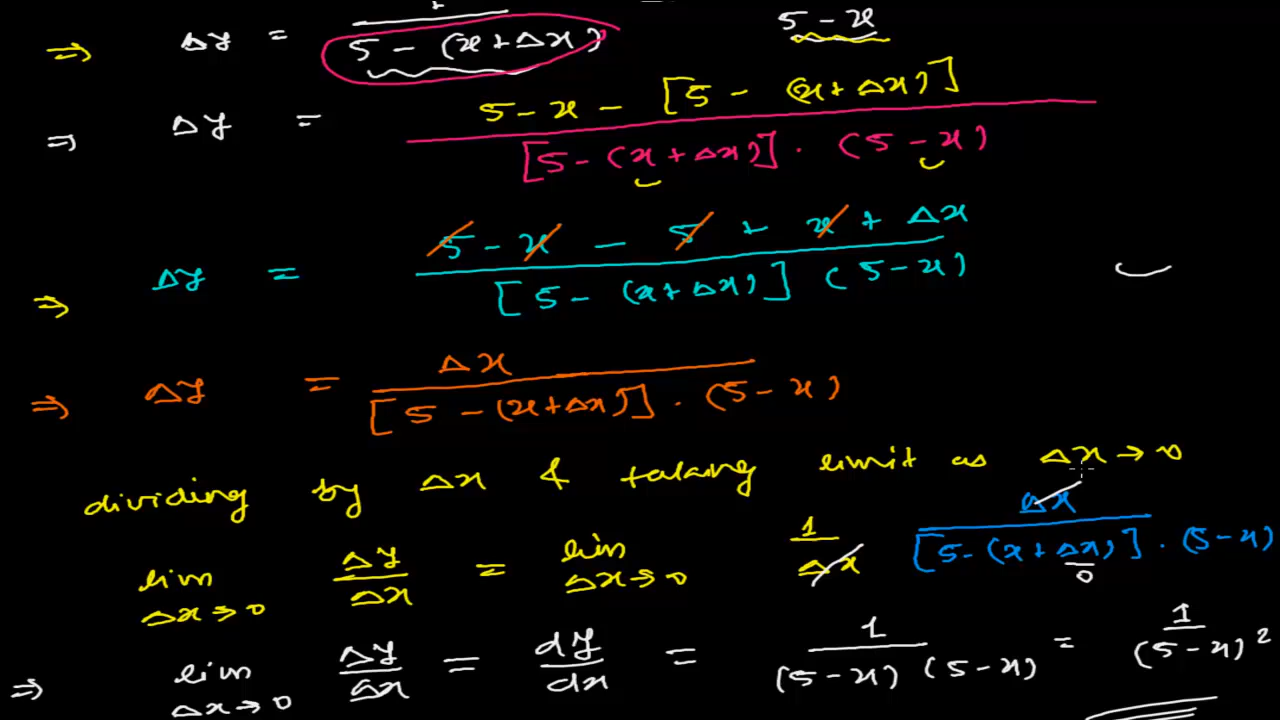 ⇒ Δy = 1/(5 - (x+Δx)) 5 - x
⇒ Δy = (5 - x - [5 - (x + Δx)])/([5 - (x + Δx)] · (5 - x))
⇒ Δy = (5 - x - 5 + x + Δx)/([5 - (x+Δx)] (5 - x))
⇒ Δy = Δx/([5 - (x+Δx)] · (5 - x))
dividing by Δx & taking limit as Δx → 0
lim Δx→0 Δy/Δx = lim Δx→0 1/Δx Δx/([5 - (x + Δx)] · (5 - x)) 0
⇒ lim Δx→0 Δy/Δx = dy/dx = 1/((5 - x) (5 - x)) = 1/(5 - x)²